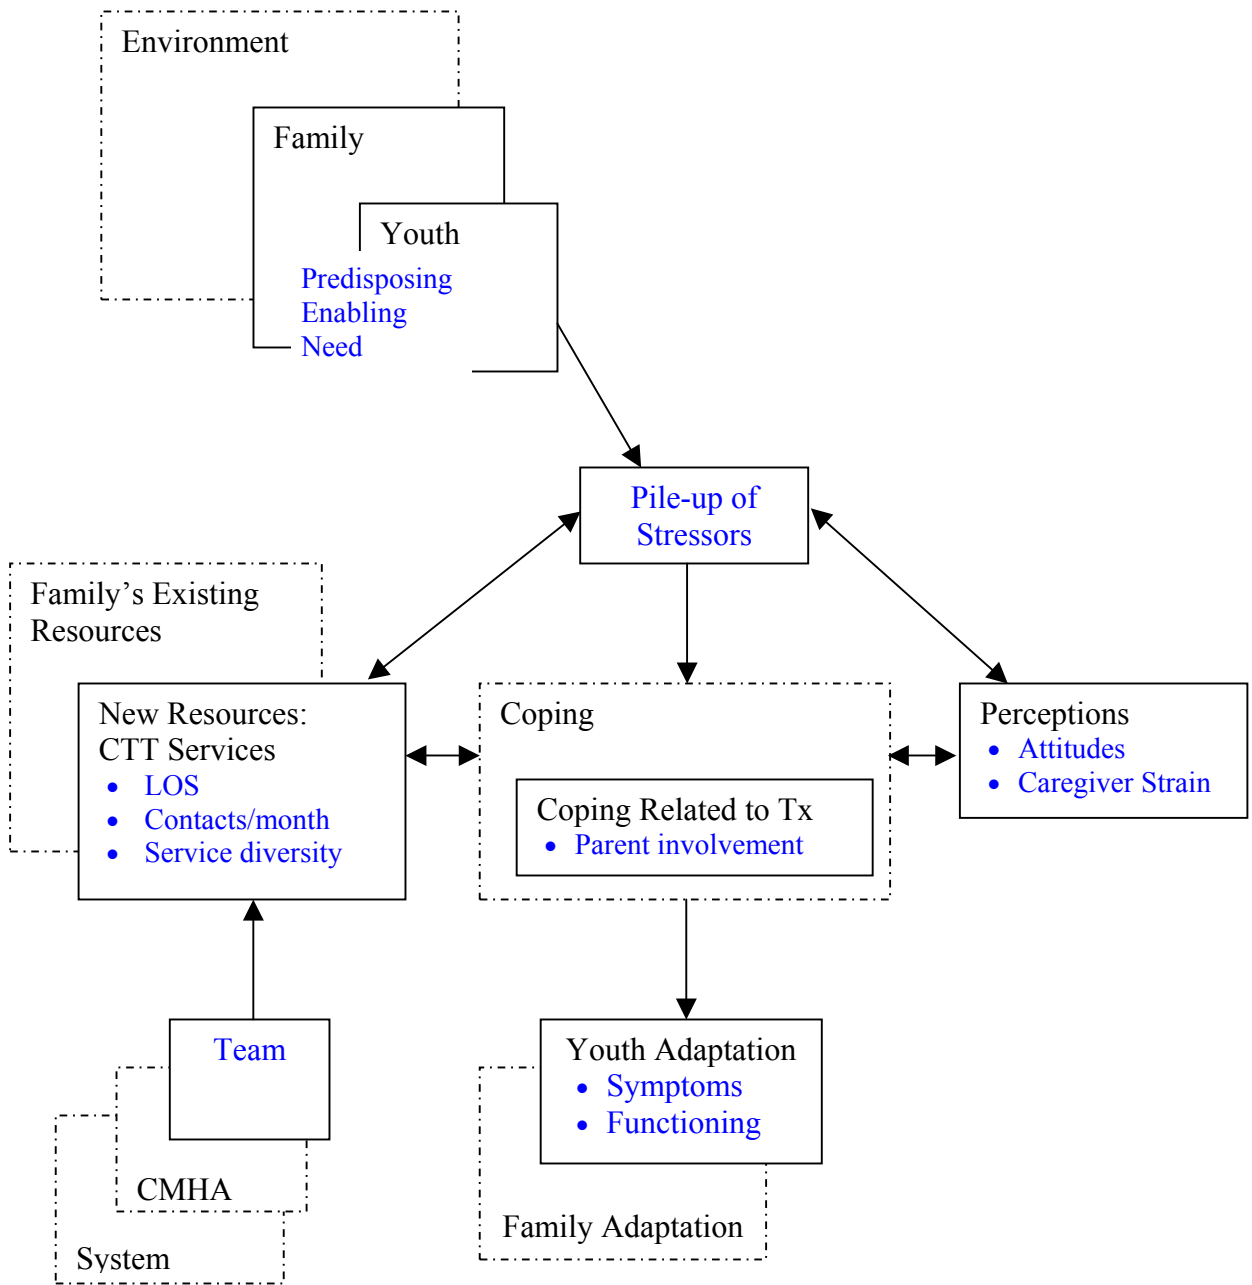 Environment
Family
Youth
Predisposing
Enabling
Need
Pile-up of
Stressors
Family’s Existing
Resources
New Resources:
CTT Services
• LOS
• Contacts/month
• Service diversity
Coping
Coping Related to Tx
• Parent involvement
Perceptions
• Attitudes
• Caregiver Strain
Team
CMHA
System
Youth Adaptation
• Symptoms
• Functioning
Family Adaptation